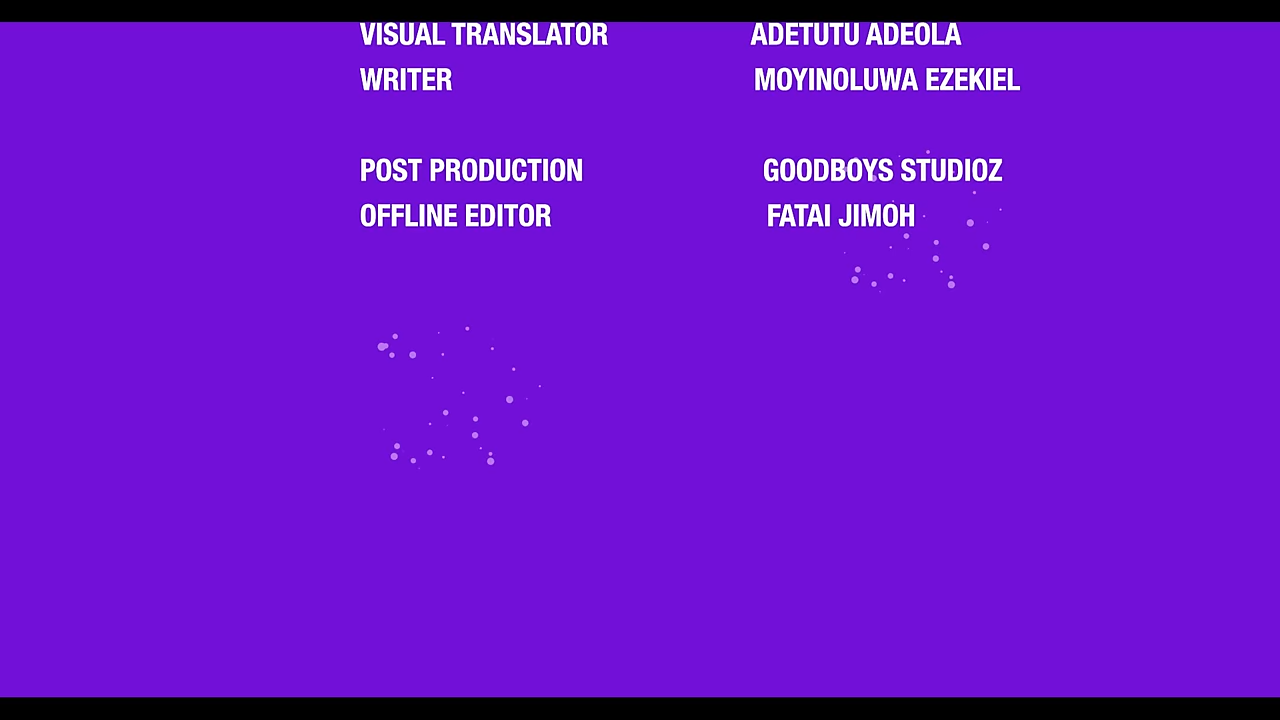 VISUAL TRANSLATOR ADETUTU ADEOLA
WRITER MOYINOLUWA EZEKIEL
POST PRODUCTION GOODBOYS STUDIOZ
OFFLINE EDITOR FATAI JIMOH